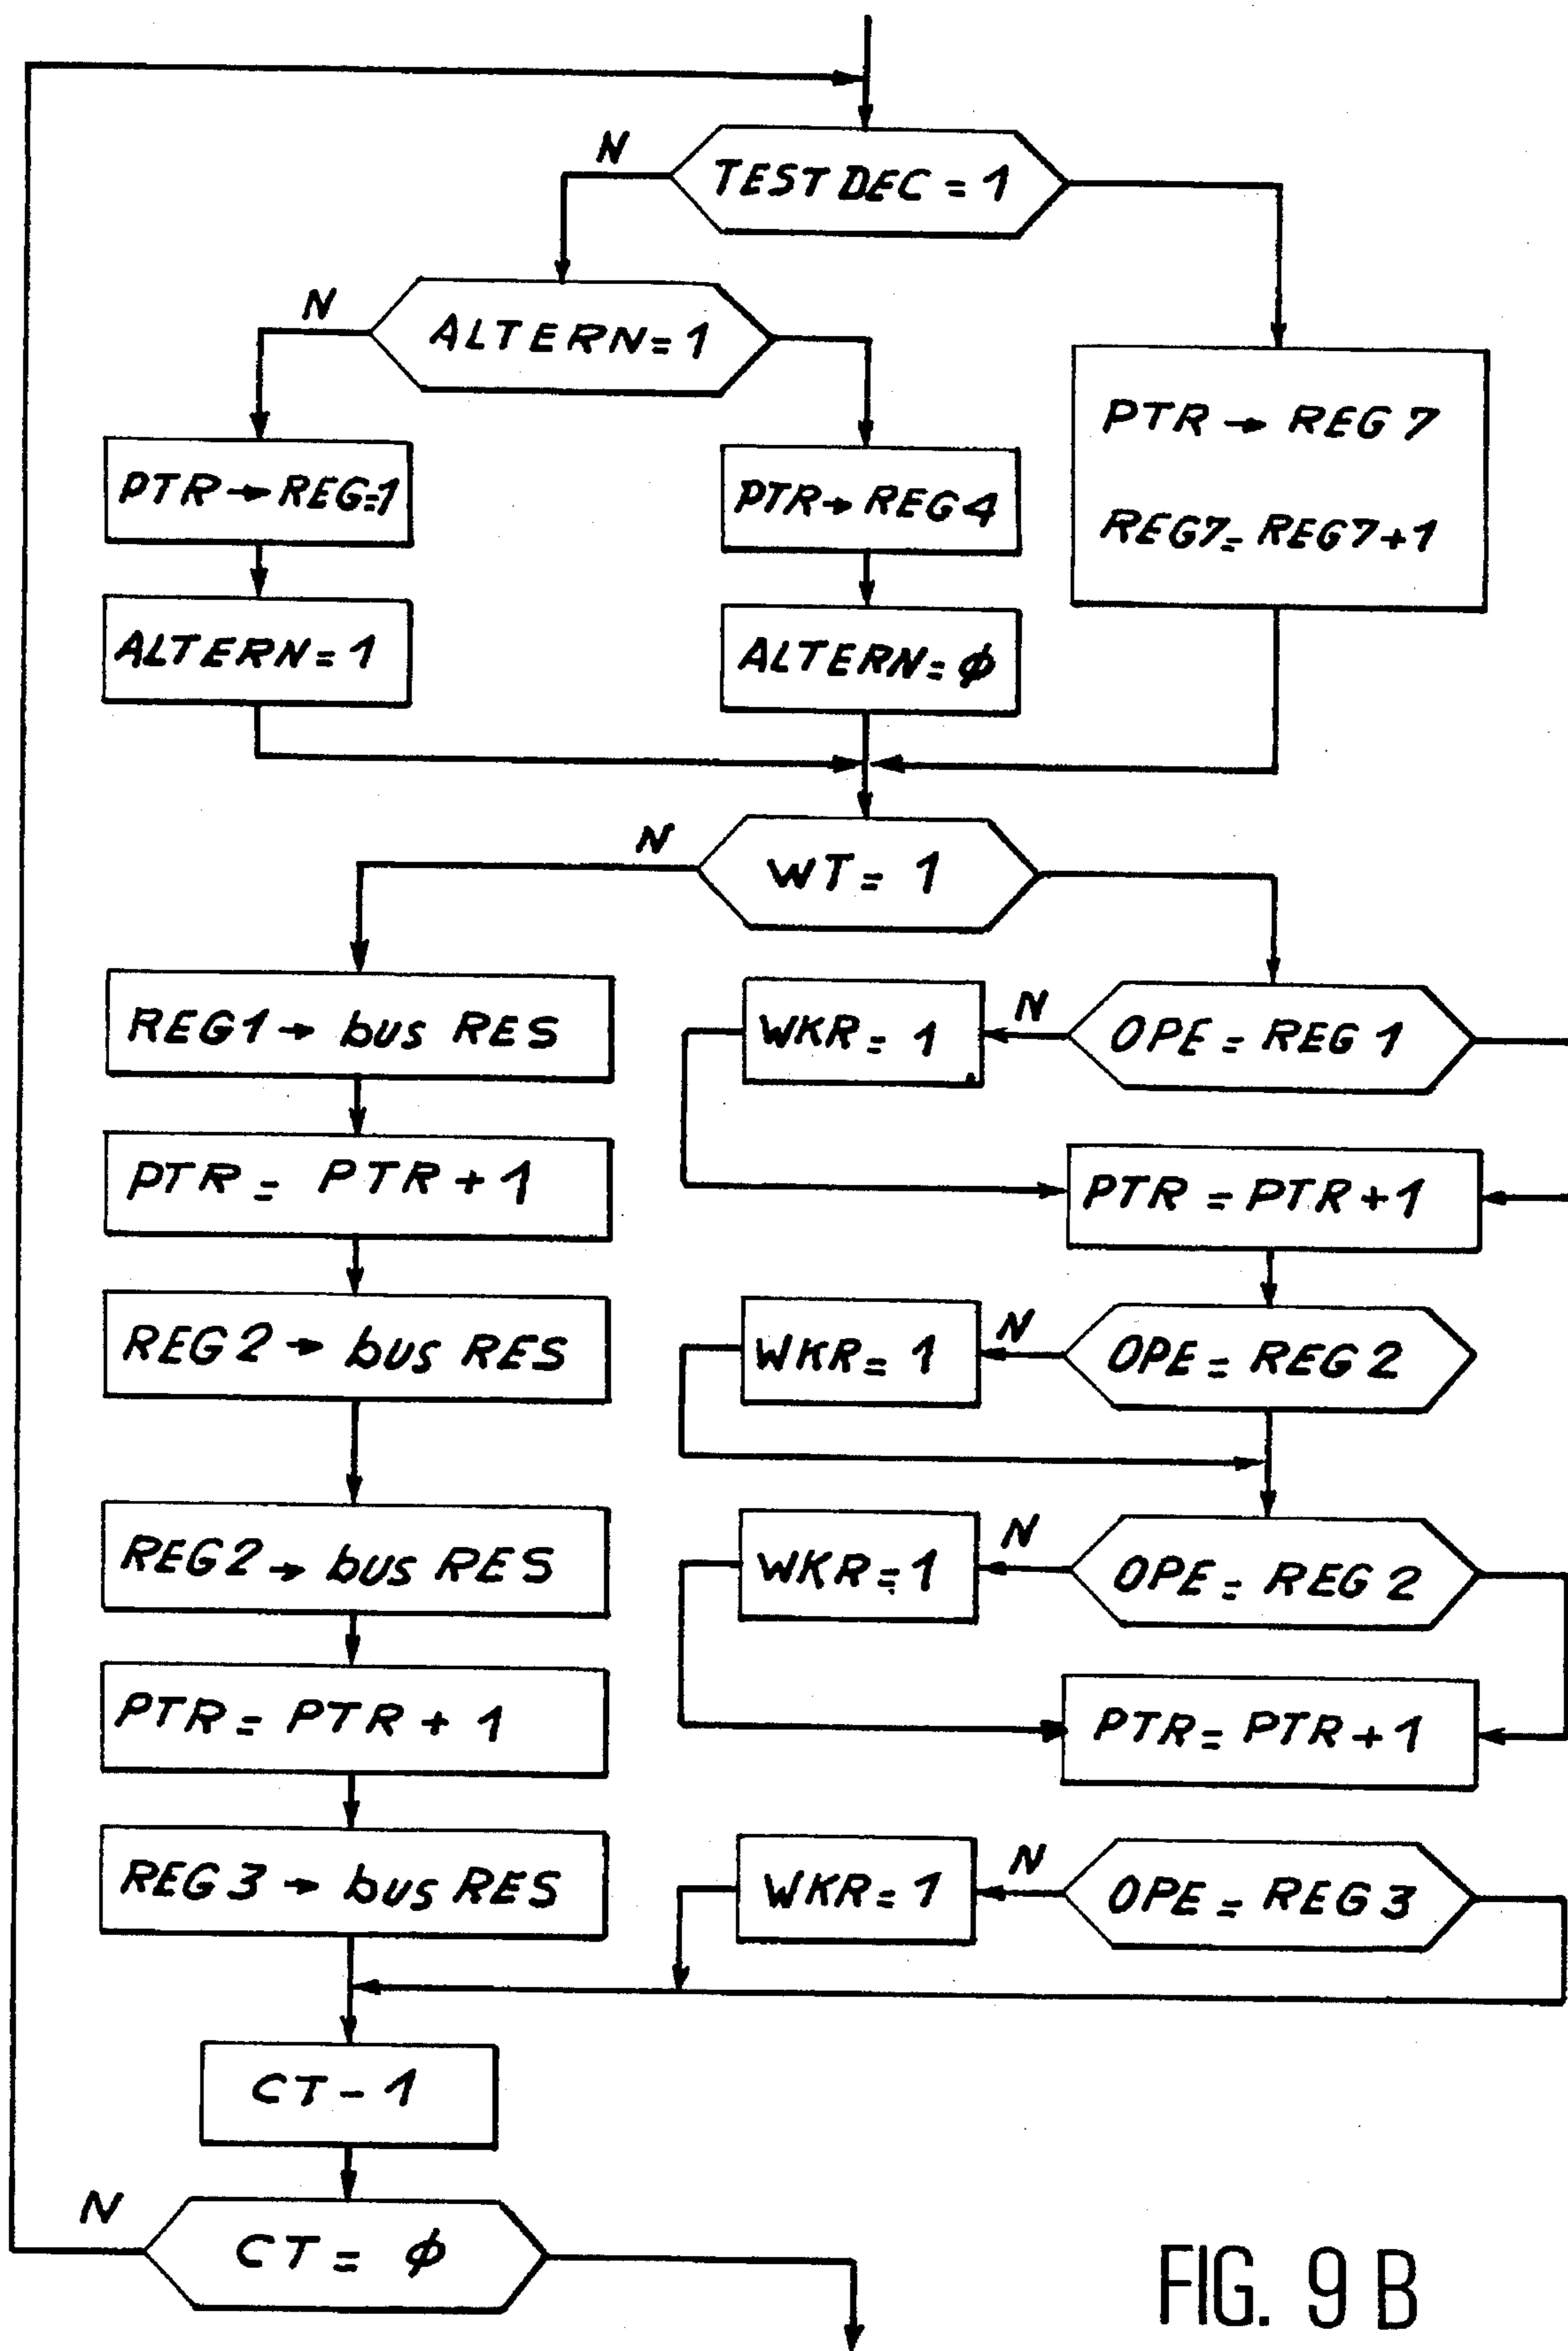 N
TEST DEC = 1
N
ALTERN = 1
PTR → REG=1
PTR → REG 4
PTR → REG 7
REG7 = REG7+1
ALTERN = 1
ALTERN = ϕ
N
WT = 1
REG1 → bus RES
WKR = 1
N
OPE = REG 1
PTR = PTR + 1
PTR = PTR + 1
REG 2 → bus RES
WKR = 1
N
OPE = REG 2
REG2 → bus RES
WKR = 1
N
OPE = REG 2
PTR = PTR + 1
PTR = PTR + 1
REG 3 → bus RES
WKR = 1
N
OPE = REG 3
CT - 1
N
CT = ϕ
FIG. 9 B